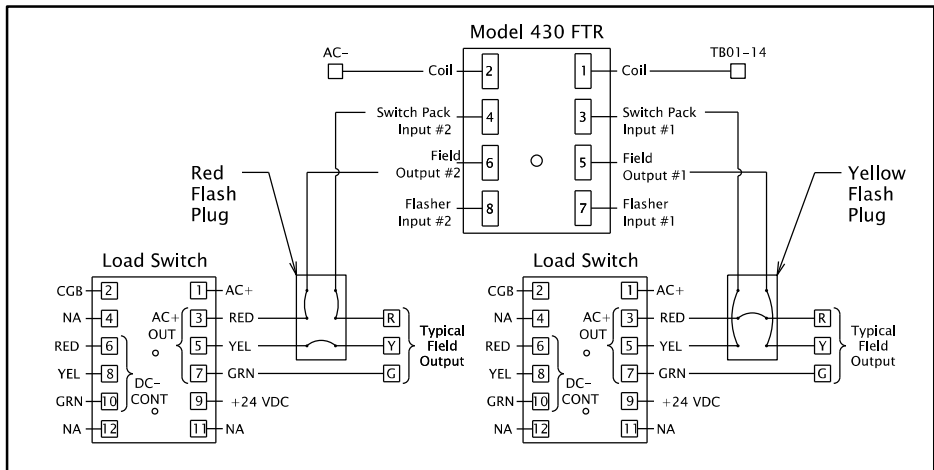 Model 430 FTR
AC-
TB01-14
Coil
2
1
Coil
Switch Pack
Input #2
4
3
Switch Pack
Input #1
Field
Output #2
6
5
Field
Output #1
Flasher
Input #2
8
7
Flasher
Input #1
Red
Flash
Plug
Yellow
Flash
Plug
Load Switch
CGB
2
1
AC+
NA
4
AC+
OUT
3
RED
R
RED
6
5
YEL
Y
YEL
8
7
GRN
G
Typical
Field
Output
DC-
CONT
GRN
10
9
+24 VDC
NA
12
11
NA
Load Switch
CGB
2
1
AC+
NA
4
AC+
OUT
3
RED
R
RED
6
5
YEL
Y
YEL
8
7
GRN
G
Typical
Field
Output
DC-
CONT
GRN
10
9
+24 VDC
NA
12
11
NA